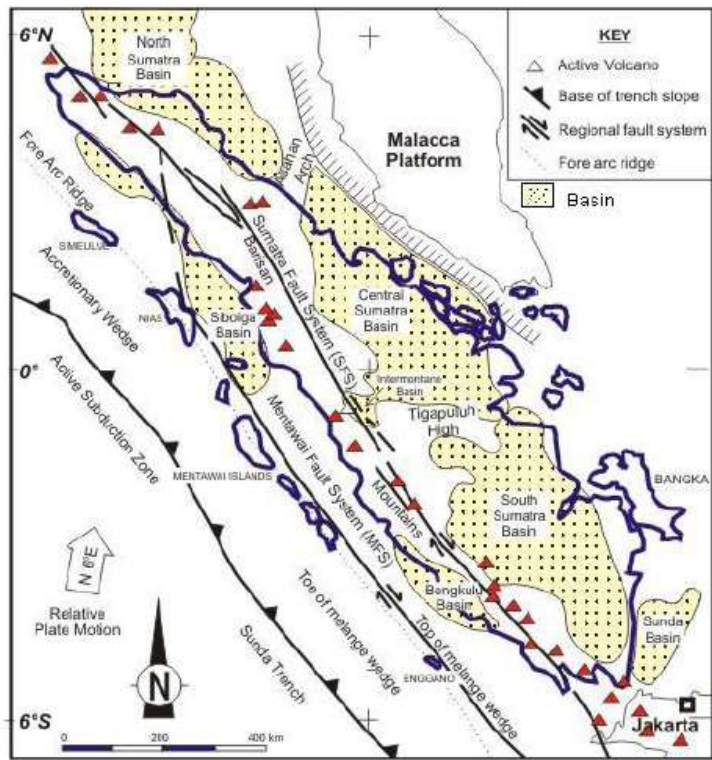 6°N
North
Sumatra
Basin
KEY
Active Volcano
Base of trench slope
Regional fault system
Fore arc ridge
Basin
Malacca
Platform
Asahan
Arch
Fore Arc Ridge
SIMEULUE
Accretionary Wedge
NIAS
Sibolga
Basin
Barisan
Sumatra Fault System (SFS)
Central
Sumatra
Basin
0°
Active Subduction Zone
Intermontane
Basin
Tigapuluh
High
Mentawai Fault System (MFS)
MENTAWAI ISLANDS
Mountains
South
Sumatra
Basin
BANGKA
N 6°E
Relative
Plate Motion
Bengkulu
Basin
Sunda
Basin
Toe of melange wedge
Top of melange wedge
Sunda Trench
ENGGANO
N
6°S
Jakarta
0 200 400 km